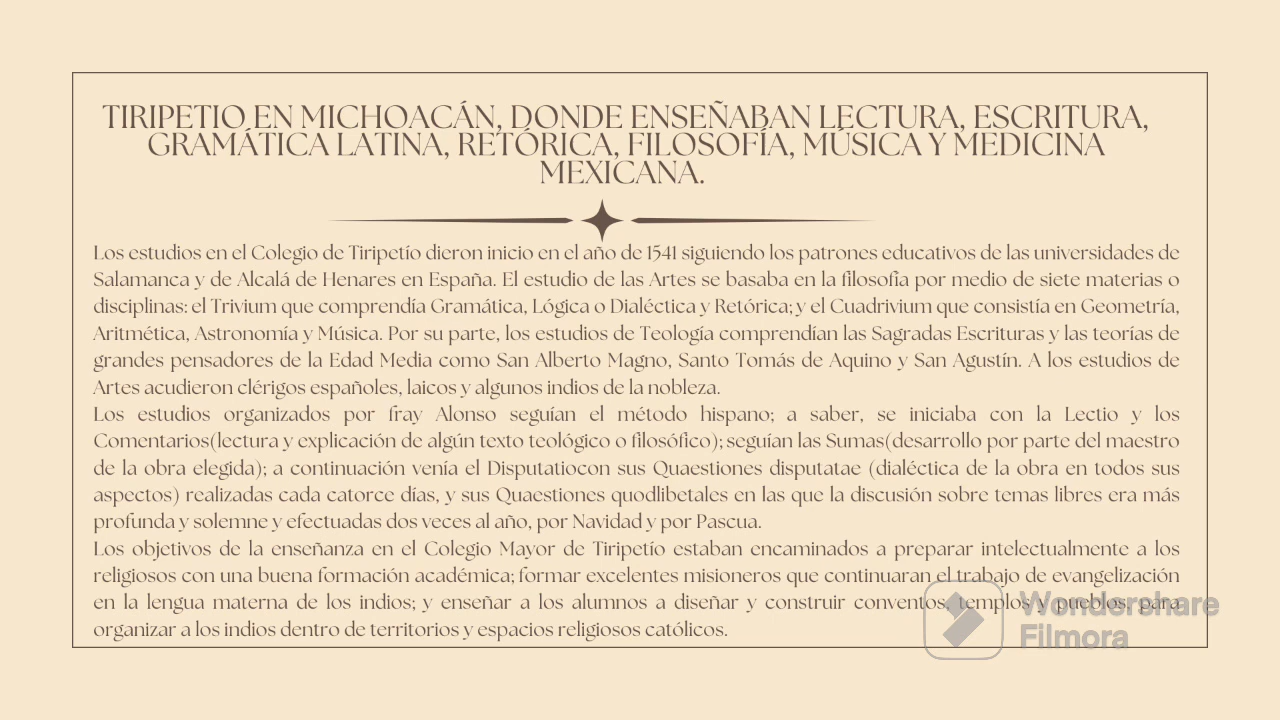 TIRIPETIO EN MICHOACÁN, DONDE ENSEÑABAN LECTURA, ESCRITURA,
GRAMÁTICA LATINA, RETÓRICA, FILOSOFÍA, MÚSICA Y MEDICINA
MEXICANA.
Los estudios en el Colegio de Tiripetío dieron inicio en el año de 1541 siguiendo los patrones educativos de las universidades de
Salamanca y de Alcalá de Henares en España. El estudio de las Artes se basaba en la filosofía por medio de siete materias o
disciplinas: el Trivium que comprendía Gramática, Lógica o Dialéctica y Retórica; y el Cuadrivium que consistía en Geometría,
Aritmética, Astronomía y Música. Por su parte, los estudios de Teología comprendían las Sagradas Escrituras y las teorías de
grandes pensadores de la Edad Media como San Alberto Magno, Santo Tomás de Aquino y San Agustín. A los estudios de
Artes acudieron clérigos españoles, laicos y algunos indios de la nobleza.
Los estudios organizados por fray Alonso seguían el método hispano; a saber, se iniciaba con la Lectio y los
Comentarios(lectura y explicación de algún texto teológico o filosófico); seguían las Sumas(desarrollo por parte del maestro
de la obra elegida); a continuación venía el Disputatiocon sus Quaestiones disputatae (dialéctica de la obra en todos sus
aspectos) realizadas cada catorce días, y sus Quaestiones quodlibetales en las que la discusión sobre temas libres era más
profunda y solemne y efectuadas dos veces al año, por Navidad y por Pascua.
Los objetivos de la enseñanza en el Colegio Mayor de Tiripetío estaban encaminados a preparar intelectualmente a los
religiosos con una buena formación académica; formar excelentes misioneros que continuaran el trabajo de evangelización
en la lengua materna de los indios; y enseñar a los alumnos a diseñar y construir conventos, templos y pueblos, para
organizar a los indios dentro de territorios y espacios religiosos católicos.
Wondershare
Filmora